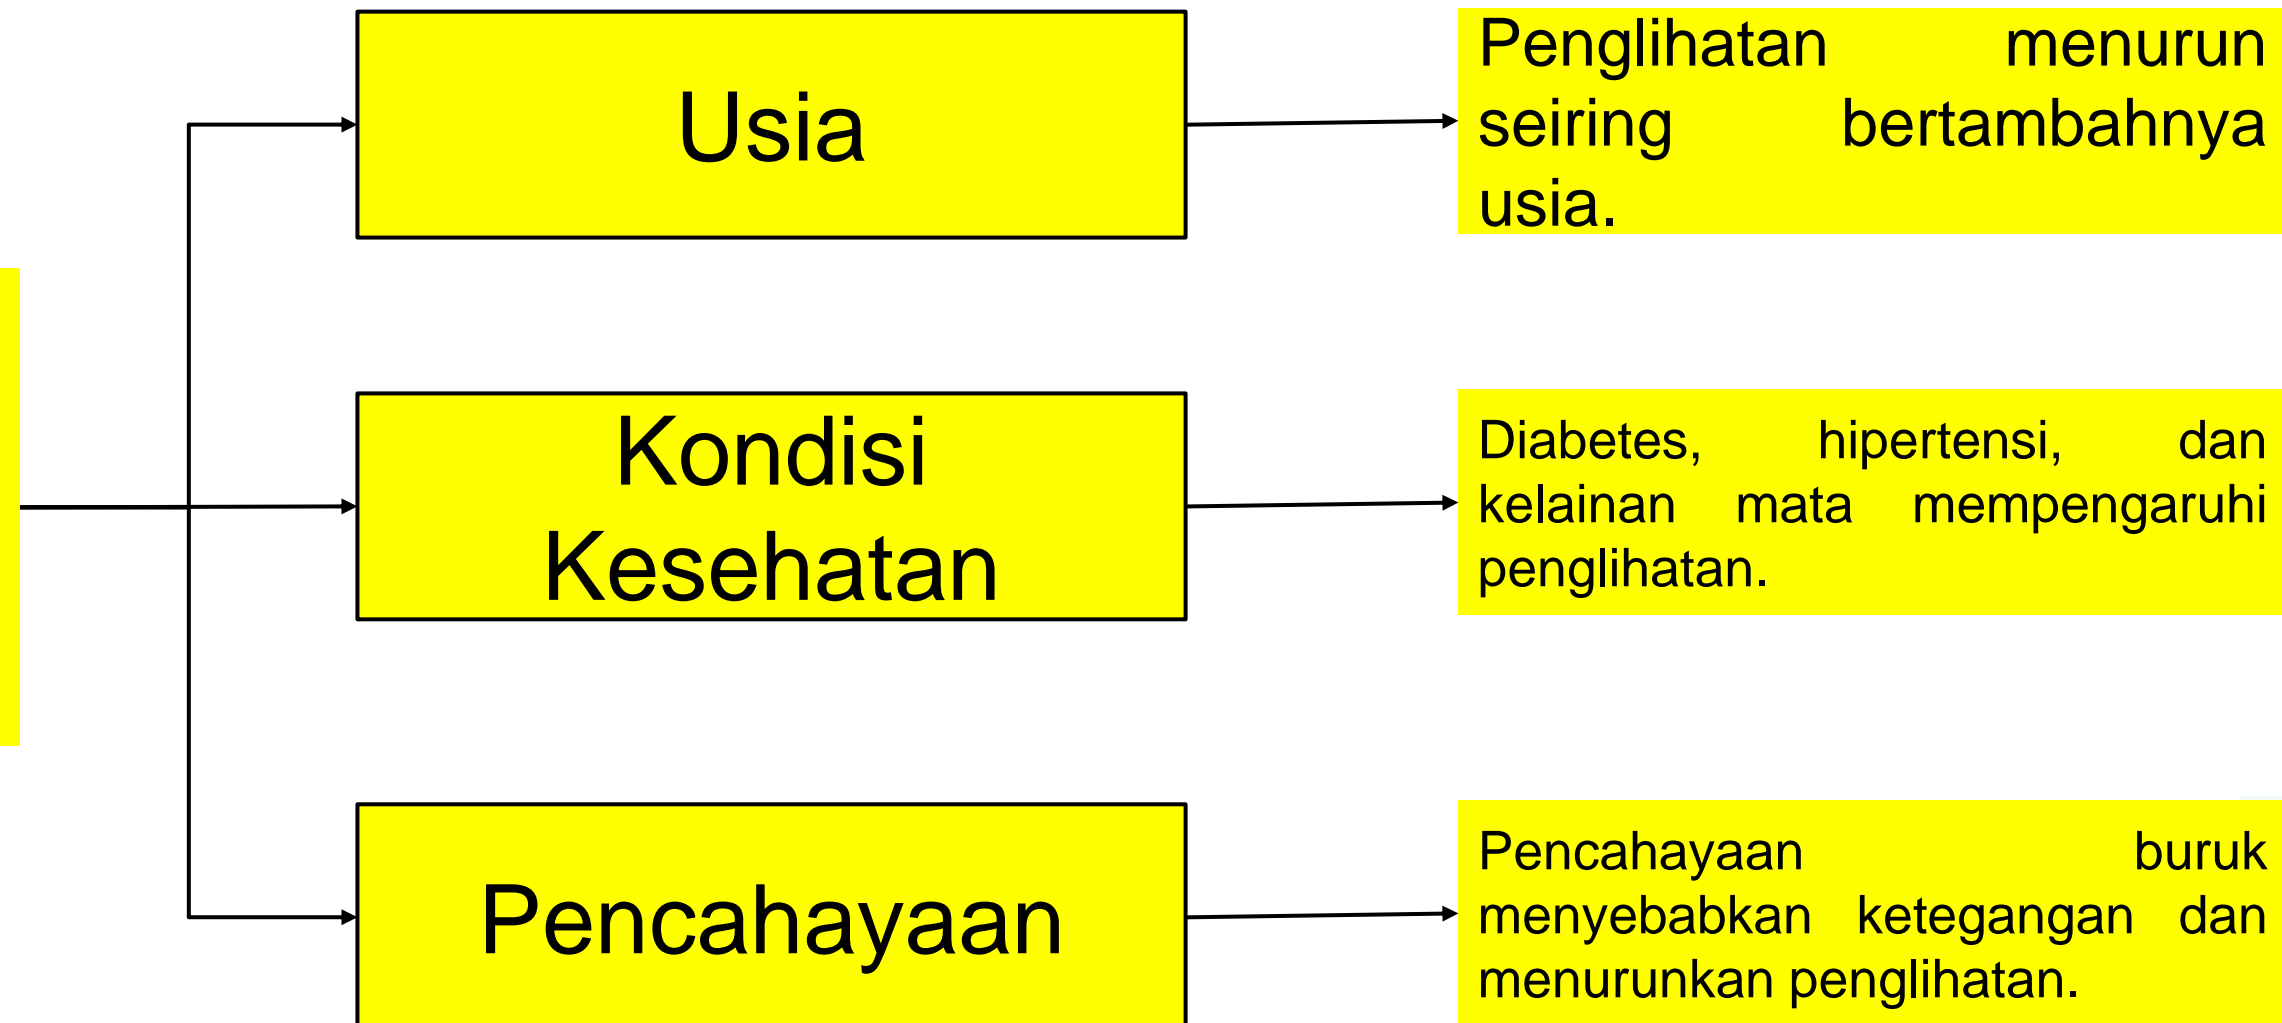 Usia
Penglihatan menurun
seiring bertambahnya
usia.
Kondisi
Kesehatan
Diabetes, hipertensi, dan
kelainan mata mempengaruhi
penglihatan.
Pencahayaan
Pencahayaan buruk
menyebabkan ketegangan dan
menurunkan penglihatan.